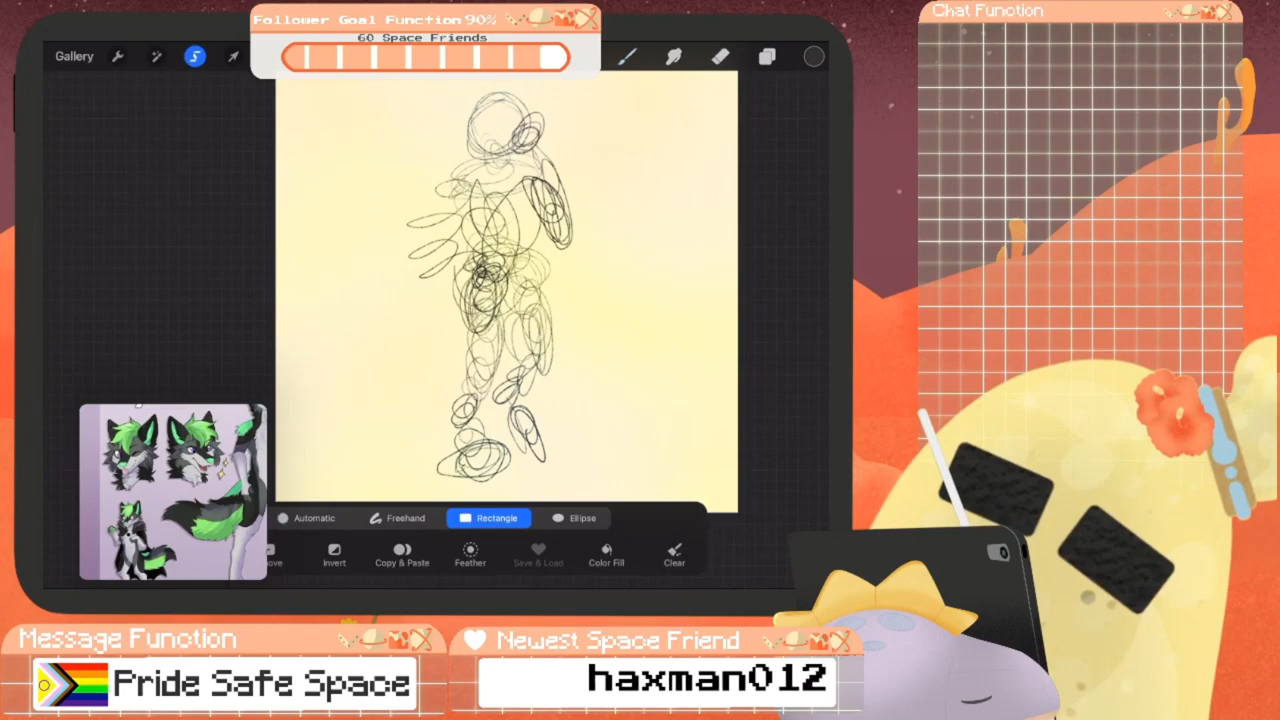 Follower Goal Function 90%
60 Space Friends
Chat Function
Gallery
Automatic
Freehand
Rectangle
Ellipse
ove
Invert
Copy & Paste
Feather
Save & Load
Color Fill
Clear
Message Function
Pride Safe Space
Newest Space Friend
haxman012